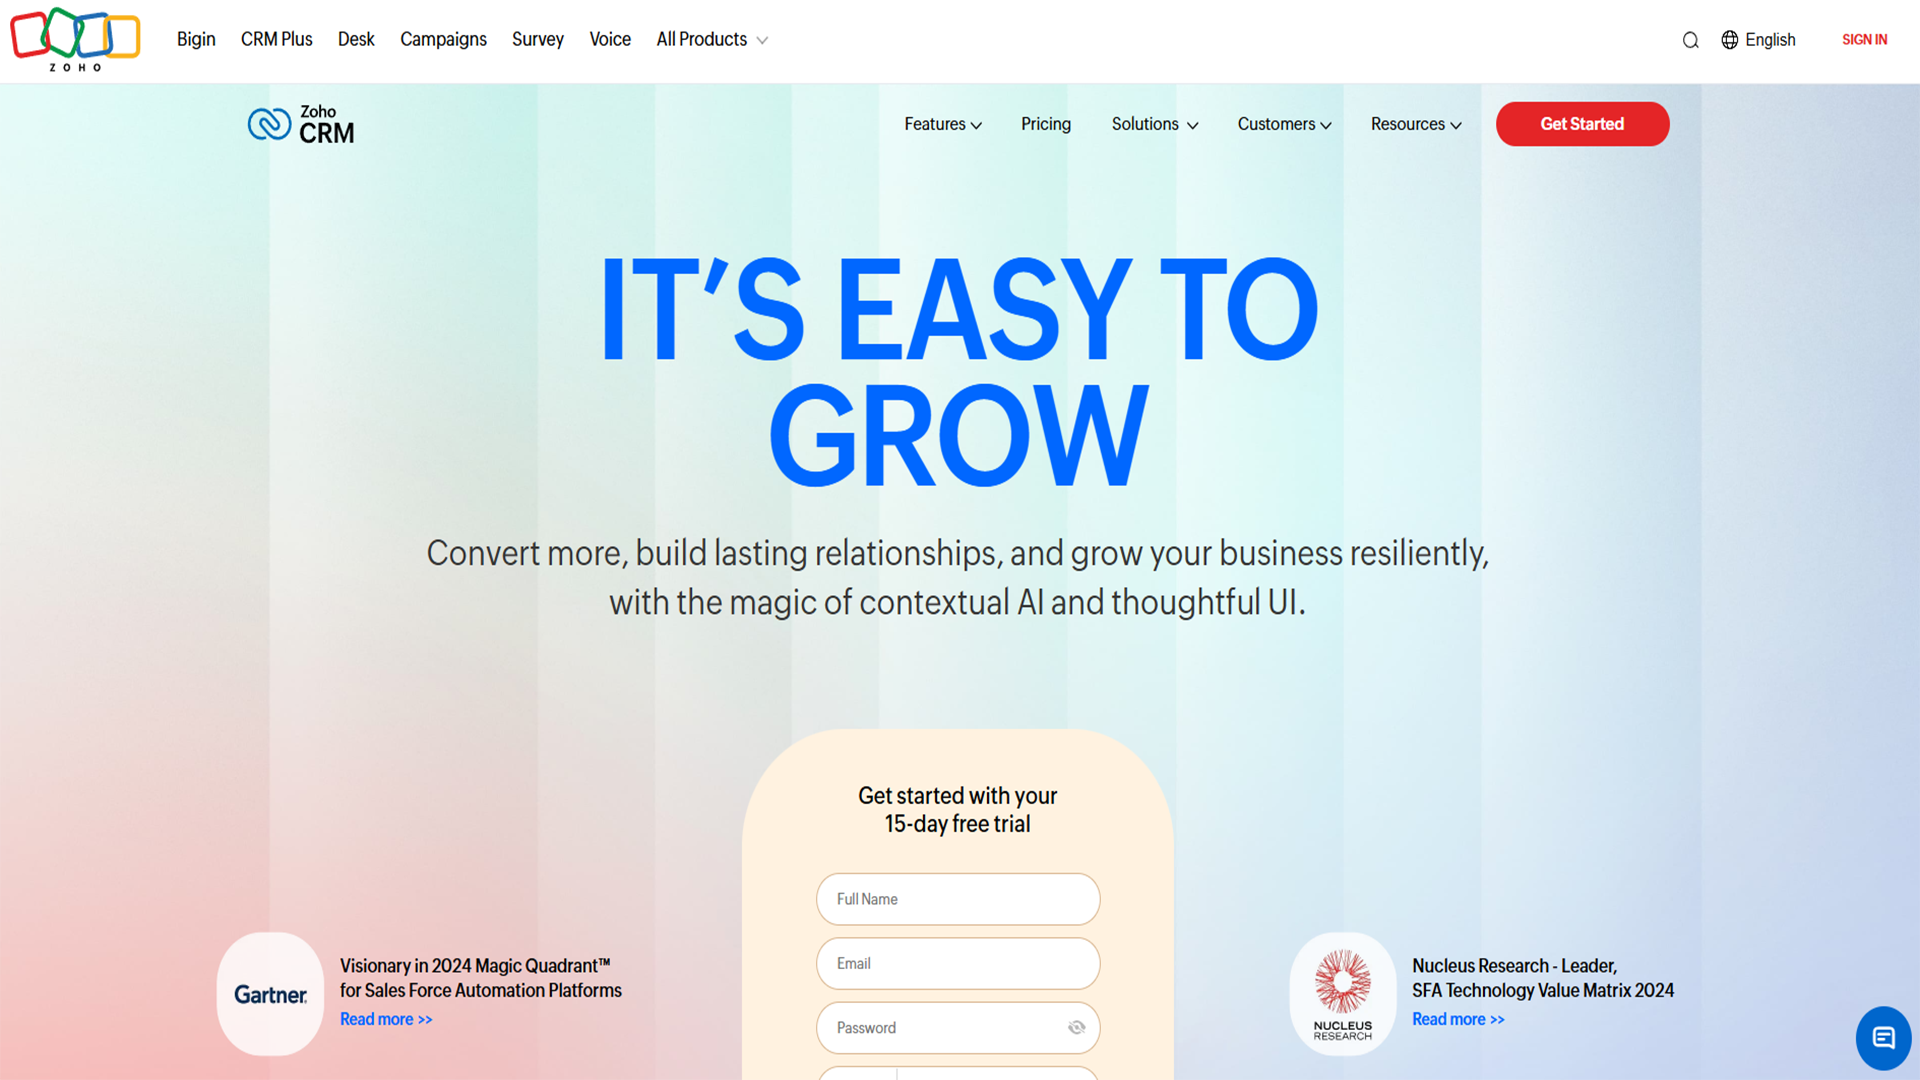 ZOHO
Bigin
CRM Plus
Desk
Campaigns
Survey
Voice
All Products
English
SIGN IN
Zoho
CRM
Features
Pricing
Solutions
Customers
Resources
Get Started
IT'S EASY TO
GROW
Convert more, build lasting relationships, and grow your business resiliently,
with the magic of contextual AI and thoughtful UI.
Get started with your
15-day free trial
Full Name
Email
Password
Gartner
Visionary in 2024 Magic Quadrant™
for Sales Force Automation Platforms
Read more >>
NUCLEUS
RESEARCH
Nucleus Research - Leader,
SFA Technology Value Matrix 2024
Read more >>